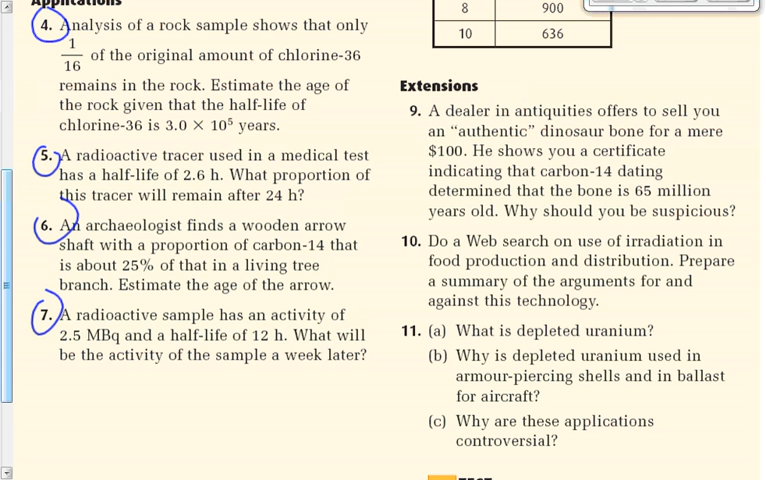 Applications
4. Analysis of a rock sample shows that only
1
16
of the original amount of chlorine-36
remains in the rock. Estimate the age of
the rock given that the half-life of
chlorine-36 is 3.0 × 10⁵ years.
5. A radioactive tracer used in a medical test
has a half-life of 2.6 h. What proportion of
this tracer will remain after 24 h?
6. An archaeologist finds a wooden arrow
shaft with a proportion of carbon-14 that
is about 25% of that in a living tree
branch. Estimate the age of the arrow.
7. A radioactive sample has an activity of
2.5 MBq and a half-life of 12 h. What will
be the activity of the sample a week later?
8 900
10 636
Extensions
9. A dealer in antiquities offers to sell you
an “authentic” dinosaur bone for a mere
$100. He shows you a certificate
indicating that carbon-14 dating
determined that the bone is 65 million
years old. Why should you be suspicious?
10. Do a Web search on use of irradiation in
food production and distribution. Prepare
a summary of the arguments for and
against this technology.
11. (a) What is depleted uranium?
(b) Why is depleted uranium used in
armour-piercing shells and in ballast
for aircraft?
(c) Why are these applications
controversial?
TEST